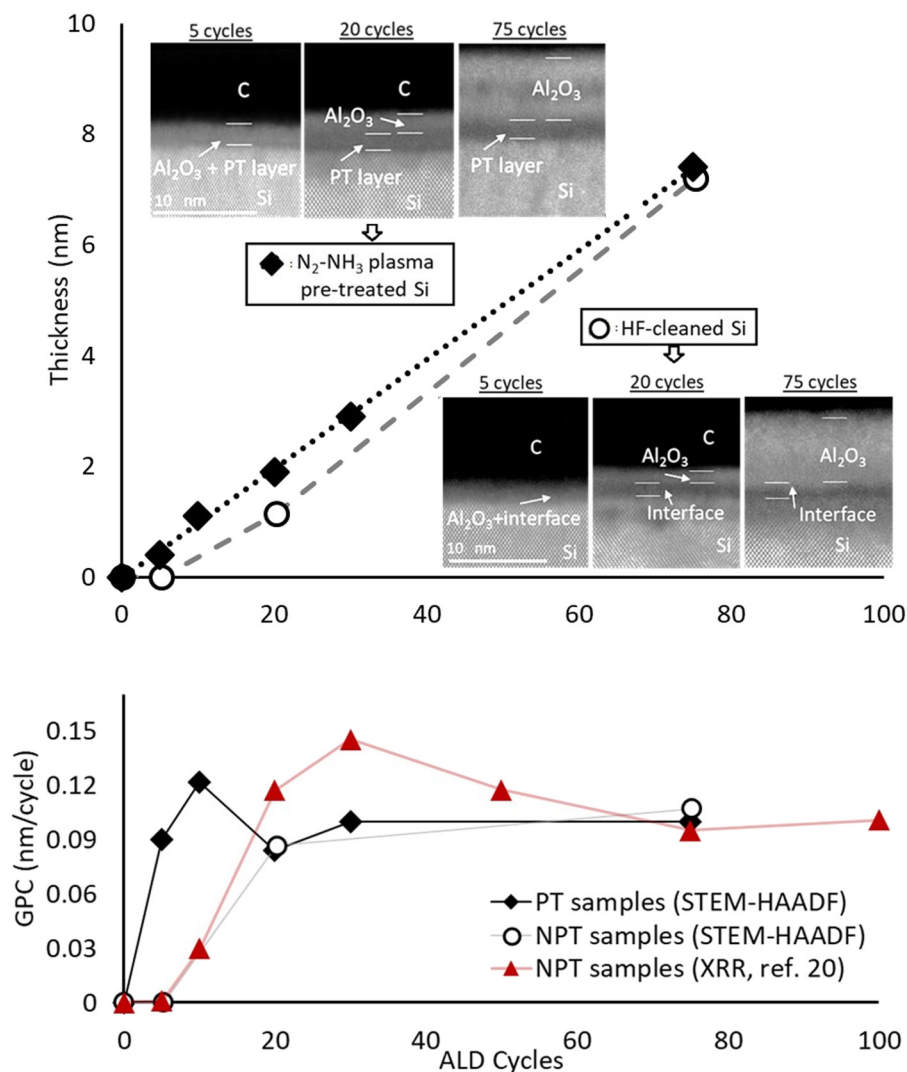 10
8
6
4
2
0
Thickness (nm)
5 cycles
20 cycles
75 cycles
C
Al₂O₃ + PT layer
Si
10 nm
C
Al₂O₃
PT layer
Si
Al₂O₃
PT layer
Si
: N₂-NH₃ plasma
pre-treated Si
: HF-cleaned Si
5 cycles
20 cycles
75 cycles
C
Al₂O₃+interface
Si
10 nm
C
Al₂O₃
Interface
Si
Al₂O₃
Interface
Si
0
20
40
60
80
100
0.15
0.12
0.09
0.06
0.03
0
GPC (nm/cycle)
PT samples (STEM-HAADF)
NPT samples (STEM-HAADF)
NPT samples (XRR, ref. 20)
0
20
40
60
80
100
ALD Cycles